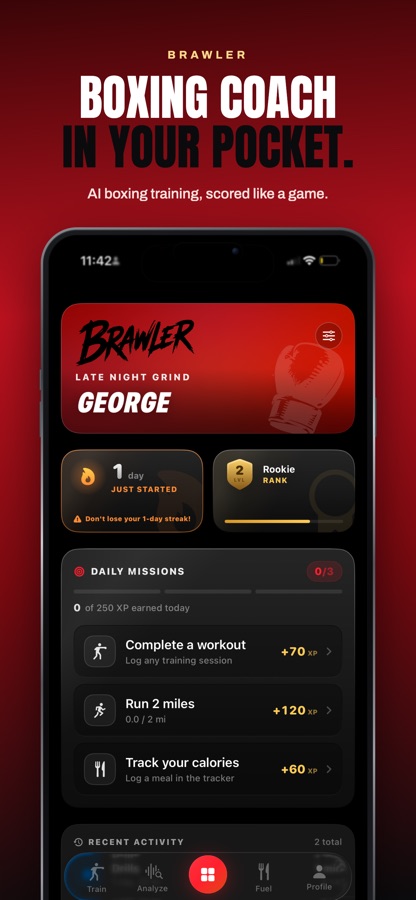 BRAWLER
BOXING COACH
IN YOUR POCKET.
AI boxing training, scored like a game.
11:42
BRAWLER
LATE NIGHT GRIND
GEORGE
1 day
JUST STARTED
Don't lose your 1-day streak!
2
LVL
Rookie
RANK
DAILY MISSIONS
0/3
0 of 250 XP earned today
Complete a workout
Log any training session
+70 XP
Run 2 miles
0.0 / 2 mi
+120 XP
Track your calories
Log a meal in the tracker
+60 XP
RECENT ACTIVITY
2 total
Train
Analyze
Fuel
Profile